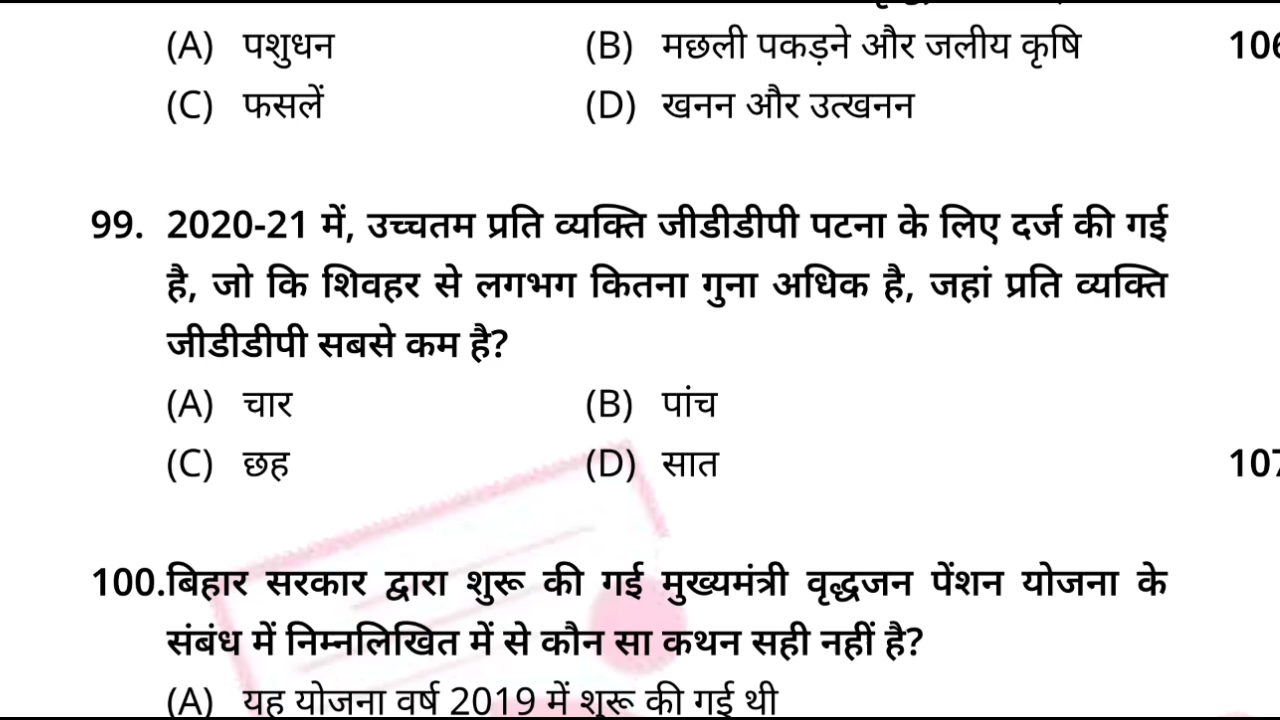 (A) पशुधन (B) मछली पकड़ने और जलीय कृषि
(C) फसलें (D) खनन और उत्खनन
99. 2020-21 में, उच्चतम प्रति व्यक्ति जीडीडीपी पटना के लिए दर्ज की गई
है, जो कि शिवहर से लगभग कितना गुना अधिक है, जहां प्रति व्यक्ति
जीडीडीपी सबसे कम है?
(A) चार (B) पांच
(C) छह (D) सात
100.बिहार सरकार द्वारा शुरू की गई मुख्यमंत्री वृद्धजन पेंशन योजना के
संबंध में निम्नलिखित में से कौन सा कथन सही नहीं है?
(A) यह योजना वर्ष 2019 में शुरू की गई थी